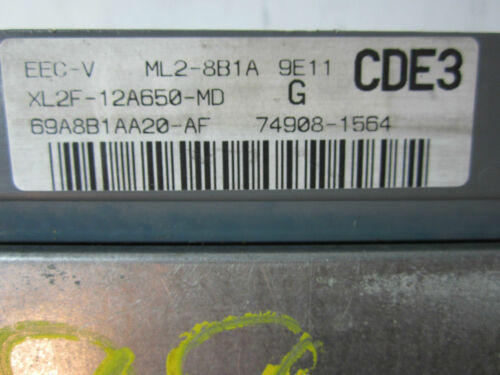 EEC-V ML2-8B1A 9E11 CDE3
XL2F-12A650-MD G
69A8B1AA20-AF 74908-1564